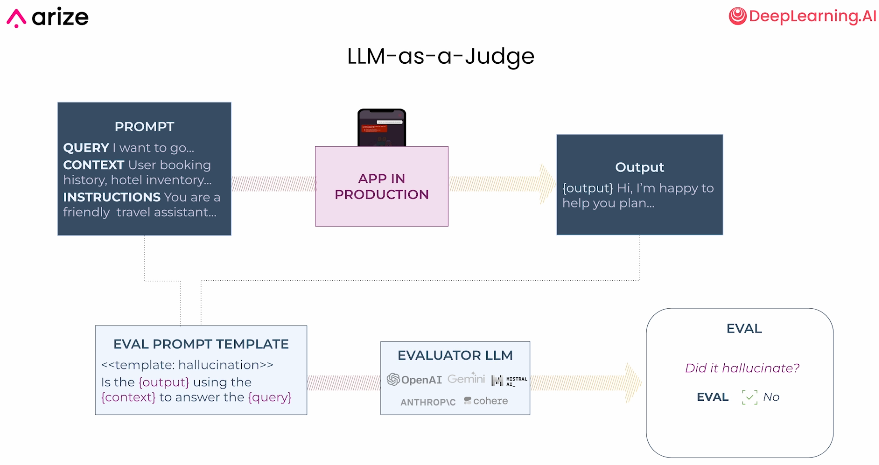 arize
DeepLearning.AI
LLM-as-a-Judge
PROMPT
QUERY I want to go...
CONTEXT User booking
history, hotel inventory...
INSTRUCTIONS You are a
friendly travel assistant...
APP IN
PRODUCTION
Output
{output} Hi, I'm happy to
help you plan...
EVAL PROMPT TEMPLATE
<<template: hallucination>>
Is the {output} using the
{context} to answer the {query}
EVALUATOR LLM
OpenAI Gemini MISTRAL
AI_
ANTHROP\C cohere
EVAL
Did it hallucinate?
EVAL No